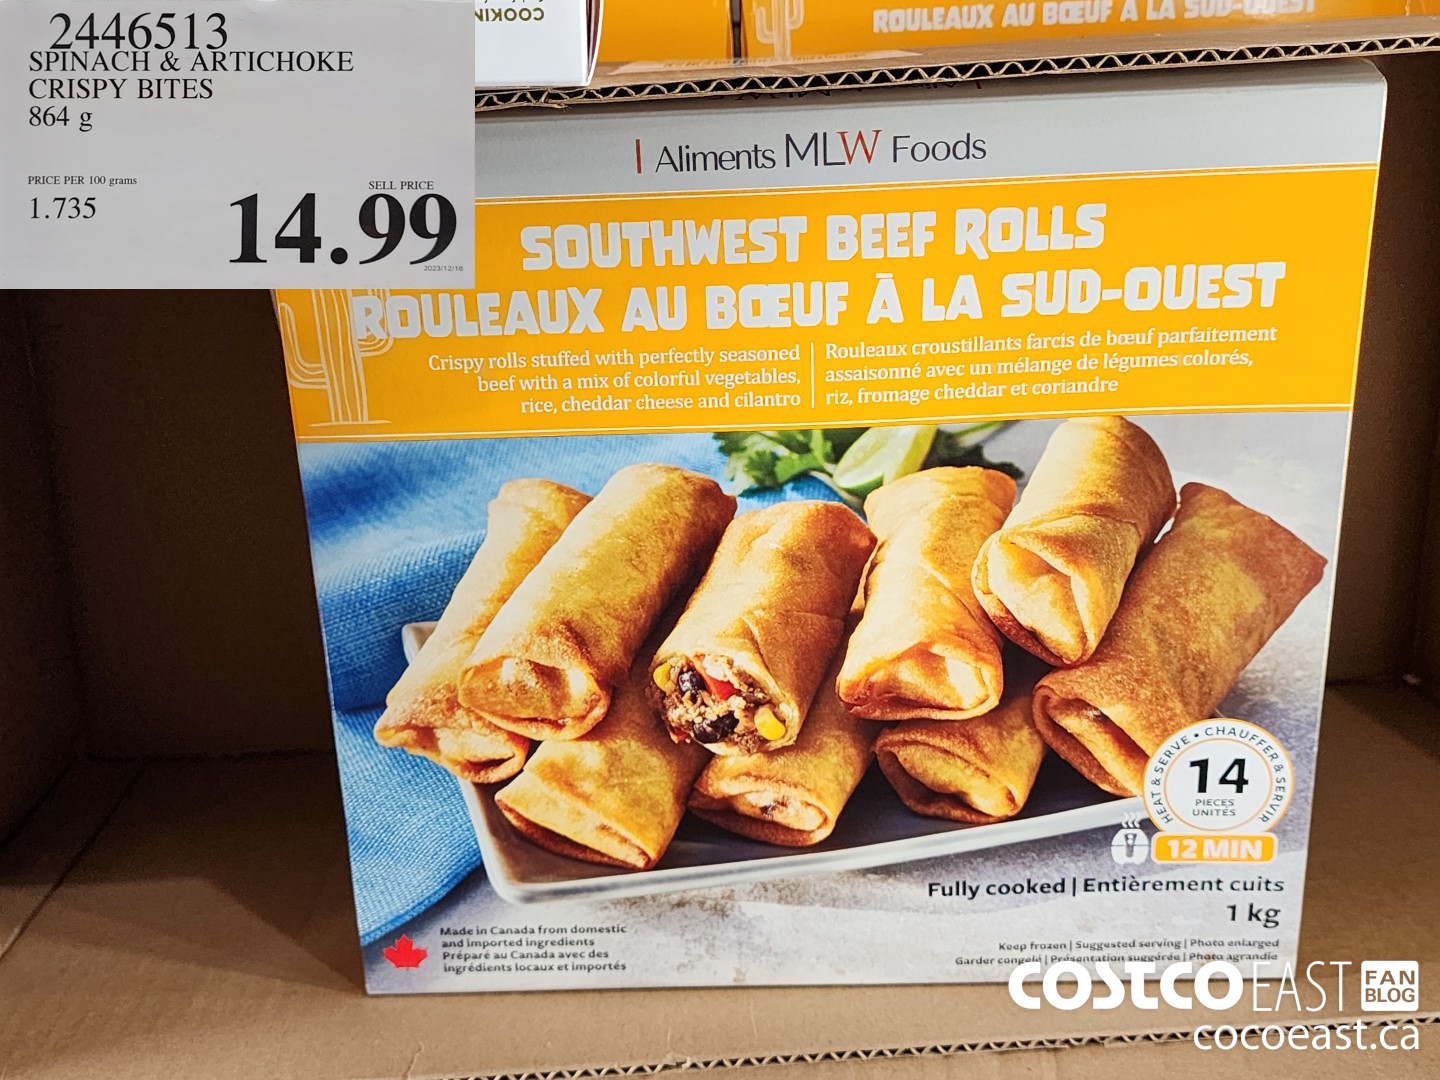 COOKIN
ROULEAUX AU BŒUF À LA SUD-OUEST
2446513
SPINACH & ARTICHOKE
CRISPY BITES
864 g
PRICE PER 100 grams
1.735
SELL PRICE
14.99
2023/12/16
Aliments MLW Foods
SOUTHWEST BEEF ROLLS
ROULEAUX AU BŒUF À LA SUD-OUEST
Crispy rolls stuffed with perfectly seasoned
beef with a mix of colorful vegetables,
rice, cheddar cheese and cilantro
Rouleaux croustillants farcis de bœuf parfaitement
assaisonné avec un mélange de légumes colorés,
riz, fromage cheddar et coriandre
HEAT & SERVE • CHAUFFER & SERVIR
14
PIECES
UNITÉS
12 MIN
Fully cooked | Entièrement cuits
1 kg
Made in Canada from domestic
and imported ingredients
Préparé au Canada avec des
ingrédients locaux et importés
Keep frozen | Suggested serving | Photo enlarged
Garder congelé | Présentation suggérée | Photo agrandie
COSTCO EAST FAN
BLOG
cocoeast.ca